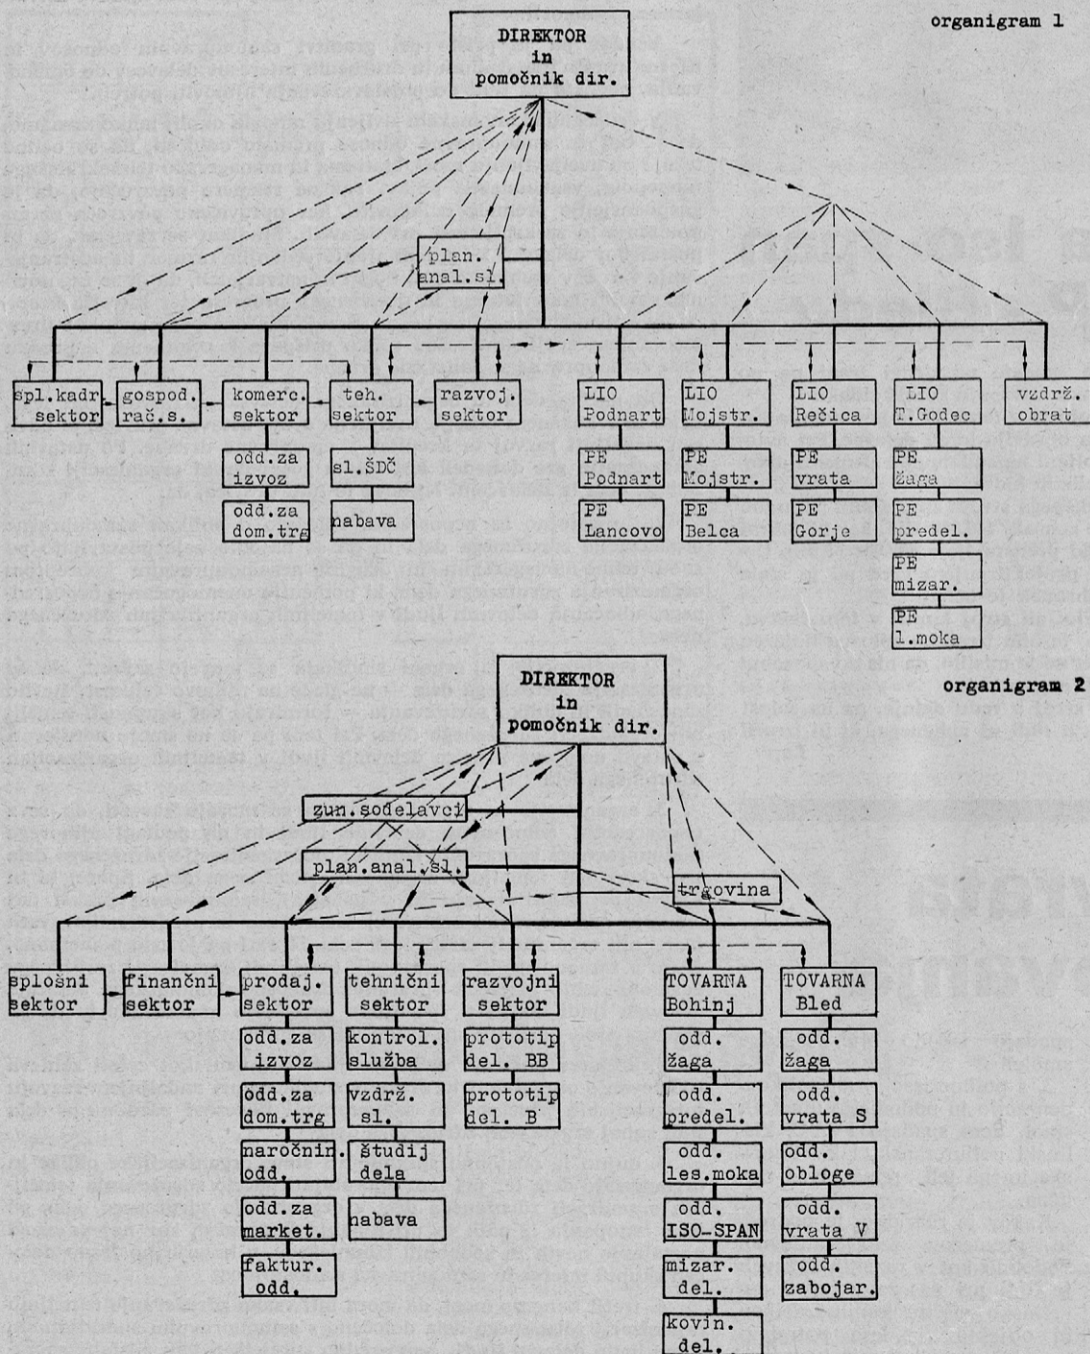 organigram 1
DIREKTOR
in
pomočnik dir.
plan.
anal.sl.
spl.kadr.
sektor
gospod.
rač.s.
komerc.
sektor
teh.
sektor
razvoj.
sektor
LIO
Podnart
LIO
Mojstr.
LIO
Rečica
LIO
T.Godec
vzdrž.
obrat.
odd.za
izvoz
odd.za
dom.trg
sl.ŠDČ
nabava
PE
Podnart
PE
Lancovo
PE
Mojstr.
PE
Belca
PE
vrata
PE
Gorje
PE
žaga
PE
predel.
PE
mizar.
PE
l.moka
organigram 2
DIREKTOR
in
pomočnik dir.
zun.sodelavci
plan.anal.sl.
trgovina
splošni
sektor
finančni
sektor
prodaj.
sektor
tehnični
sektor
razvojni
sektor
TOVARNA
Bohinj
TOVARNA
Bled
odd.za
izvoz
odd.za
dom.trg
naročnin.
odd.
odd.za
market.
faktur.
odd.
kontrol.
služba
vzdrž.
sl.
študij
dela
nabava
prototip
del. BB
prototip
del. B
odd.
žaga
odd.
predel.
odd.
les.moka
odd.
ISO-SPAN
mizar.
del.
kovin.
del.
odd.
žaga
odd.
vrata S
odd.
obloge
odd.
vrata V
odd.
zabojar.